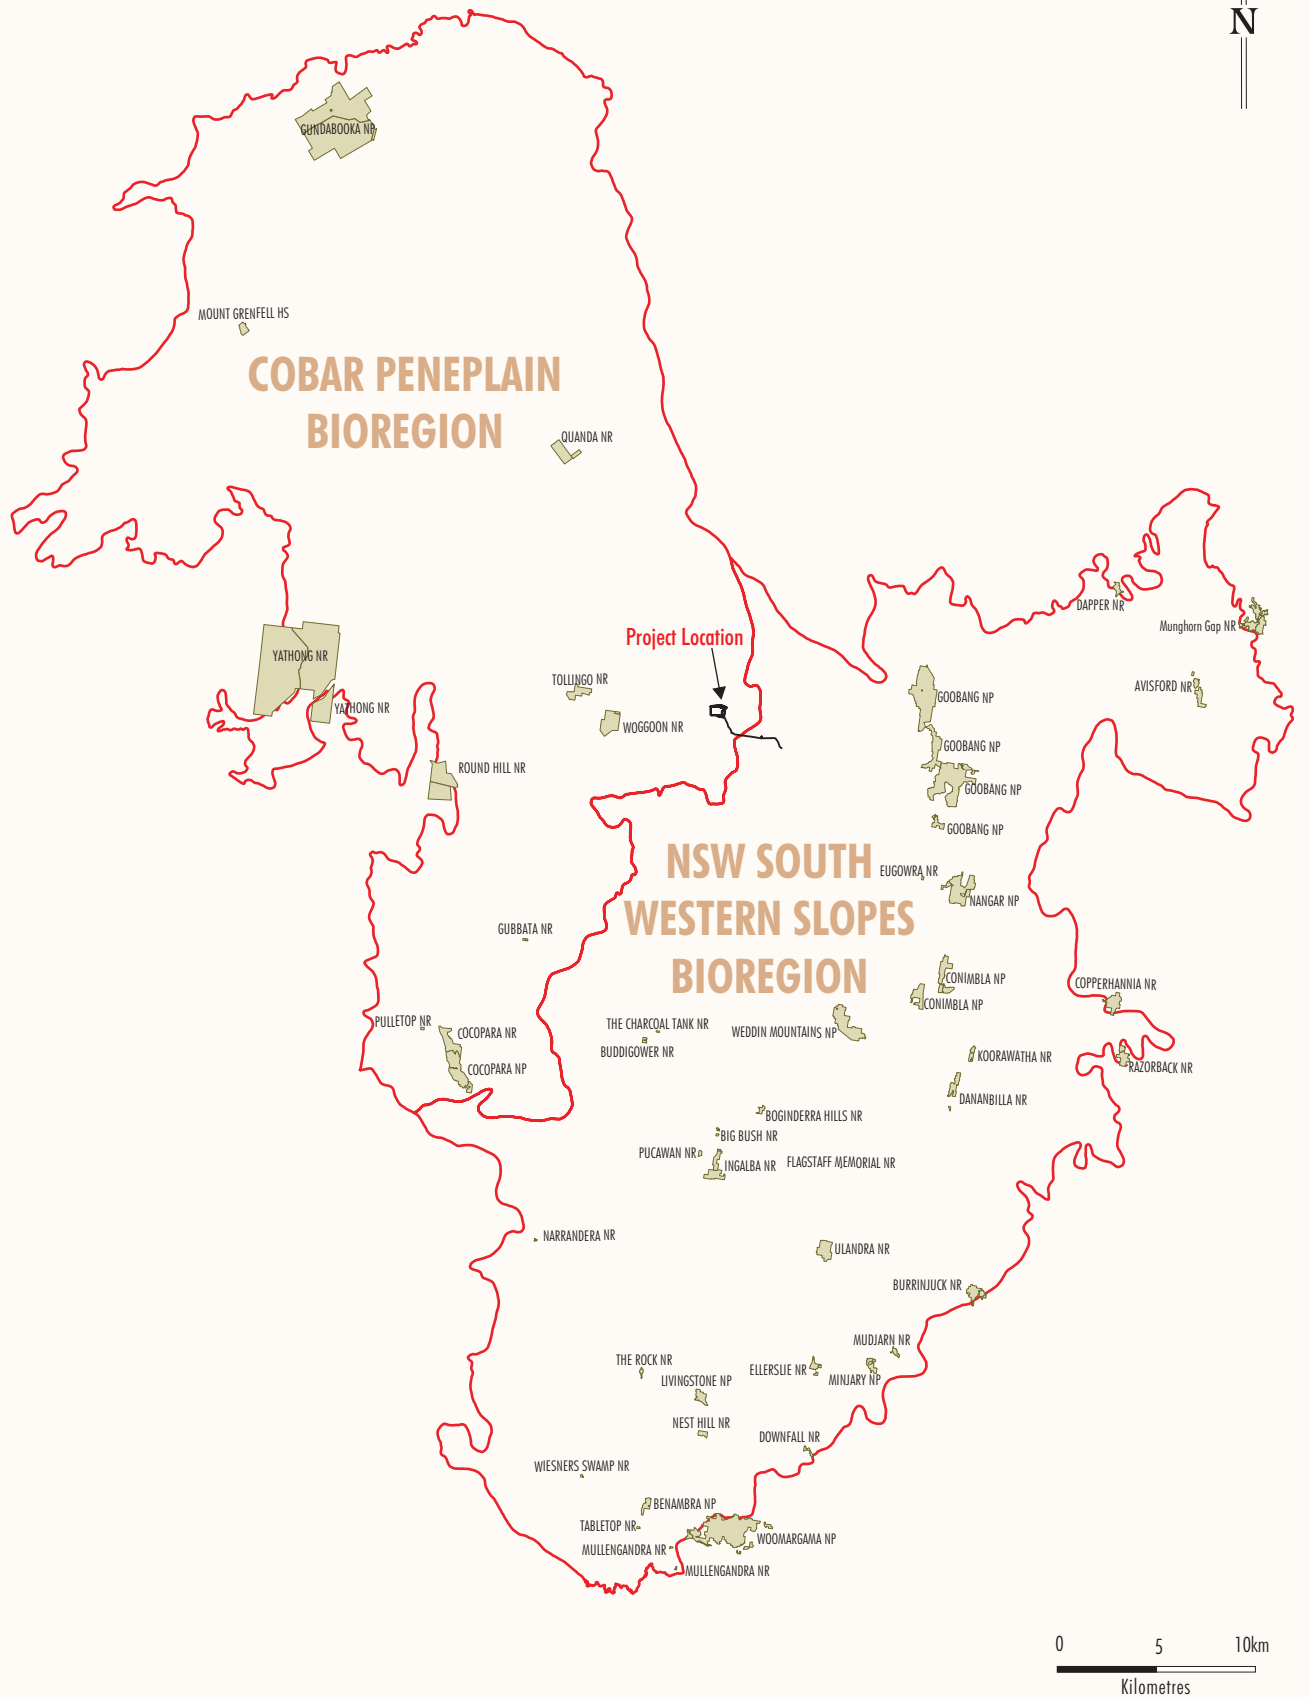 N
GUNDABOOKA NP
MOUNT GRENFELL HS
COBAR PENEPLAIN
BIOREGION
QUANDA NR
DAPPER NR
Munghorn Gap NR
Project Location
YATHONG NR
TOLLINGO NR
AVISFORD NR
GOOBANG NP
YATHONG NR
WOGGOON NR
GOOBANG NP
ROUND HILL NR
GOOBANG NP
GOOBANG NP
NSW SOUTH
WESTERN SLOPES
BIOREGION
EUGOWRA NR
NANGAR NP
GUBBATA NR
CONIMBLA NP
COPPERHANNIA NR
CONIMBLA NP
PULLETOP NR
COCOPARA NR
THE CHARCOAL TANK NR
WEDDIN MOUNTAINS NP
BUDDIGOWER NR
KOORAWATHA NR
COCOPARA NP
RAZORBACK NR
DANANBILLA NR
BOGINDERRA HILLS NR
BIG BUSH NR
PUCAWAN NR
INGALBA NR
FLAGSTAFF MEMORIAL NR
NARRANDERA NR
ULANDRA NR
BURRINJUCK NR
MUDJARN NR
THE ROCK NR
ELLERSLIE NR
LIVINGSTONE NP
MINJARY NP
NEST HILL NR
DOWNFALL NR
WIESNERS SWAMP NR
BENAMBRA NP
TABLETOP NR
WOOMARGAMA NP
MULLENGANDRA NR
MULLENGANDRA NR
0 5 10km
Kilometres